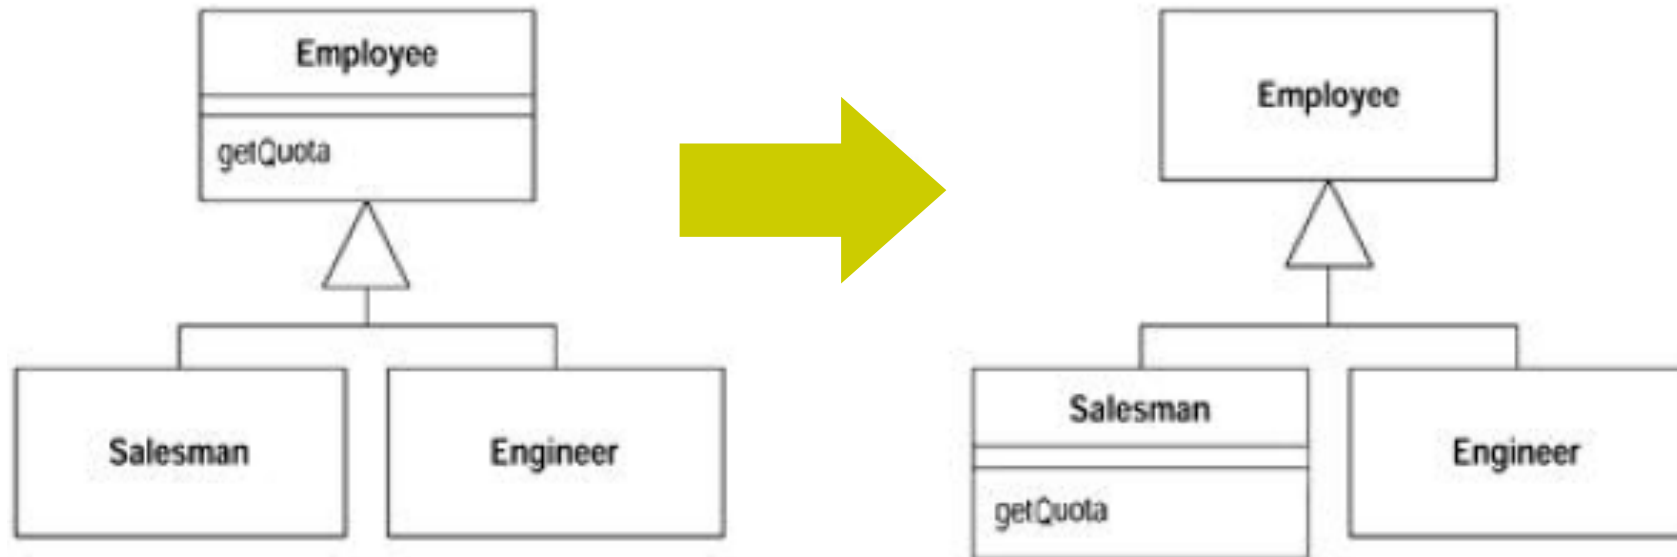 Employee
getQuota
Salesman
Engineer
Employee
Salesman
getQuota
Engineer